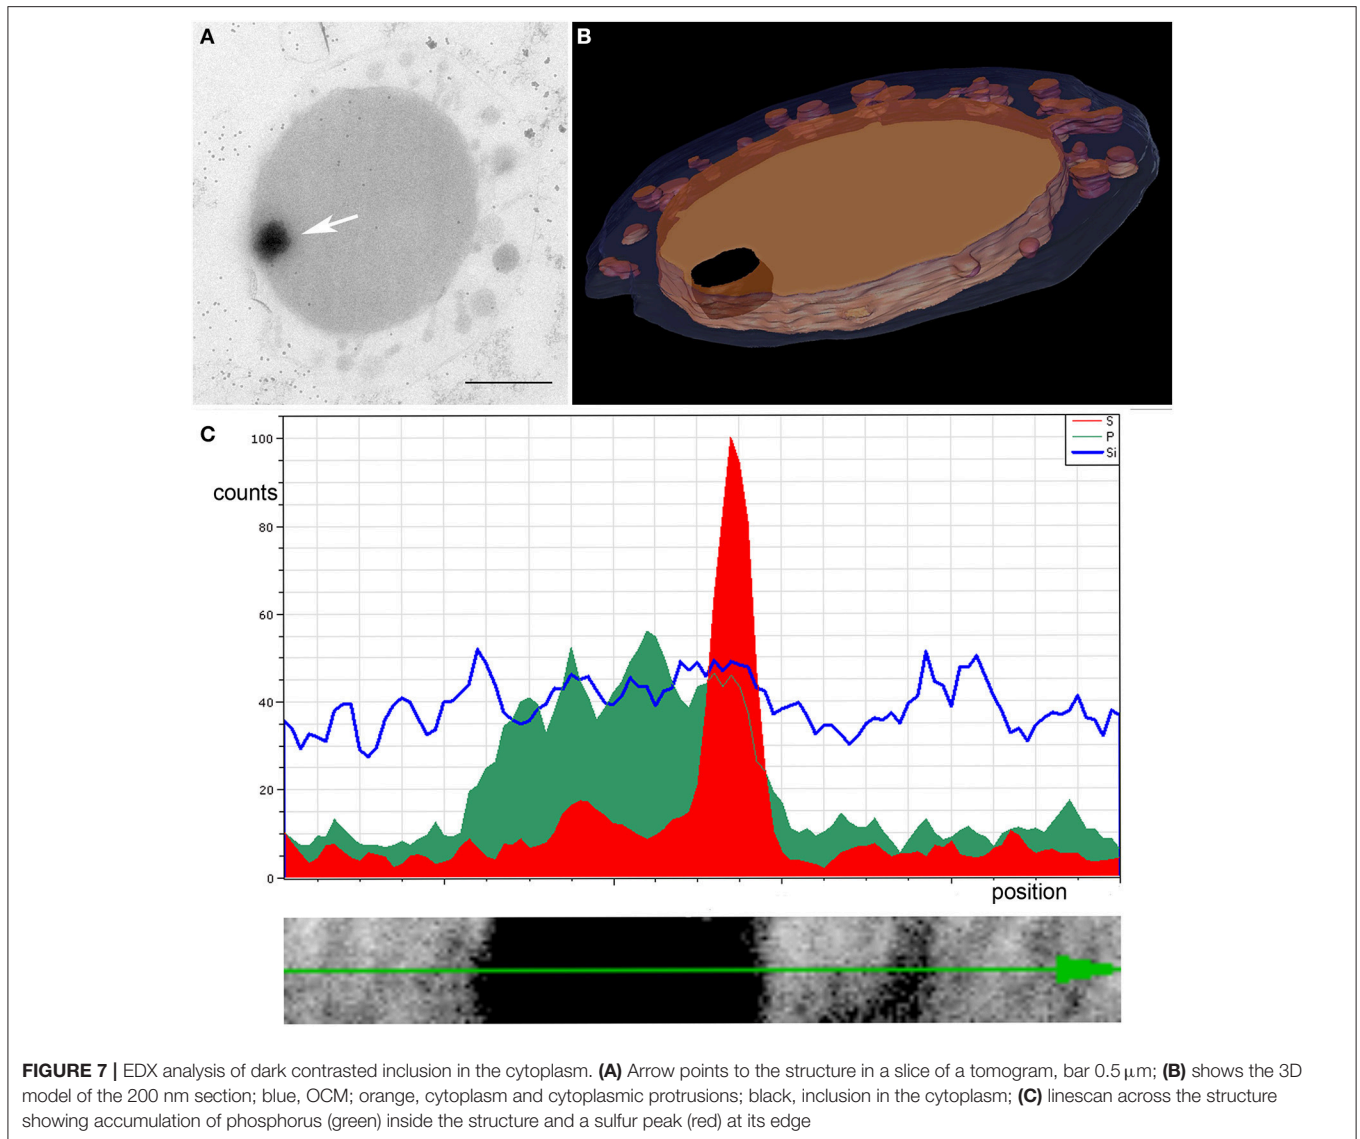 A
B
C
100
counts
80
60
40
20
0
S
P
Si
position
FIGURE 7 | EDX analysis of dark contrasted inclusion in the cytoplasm. (A) Arrow points to the structure in a slice of a tomogram, bar 0.5 µm; (B) shows the 3D
model of the 200 nm section; blue, OCM; orange, cytoplasm and cytoplasmic protrusions; black, inclusion in the cytoplasm; (C) linescan across the structure
showing accumulation of phosphorus (green) inside the structure and a sulfur peak (red) at its edge